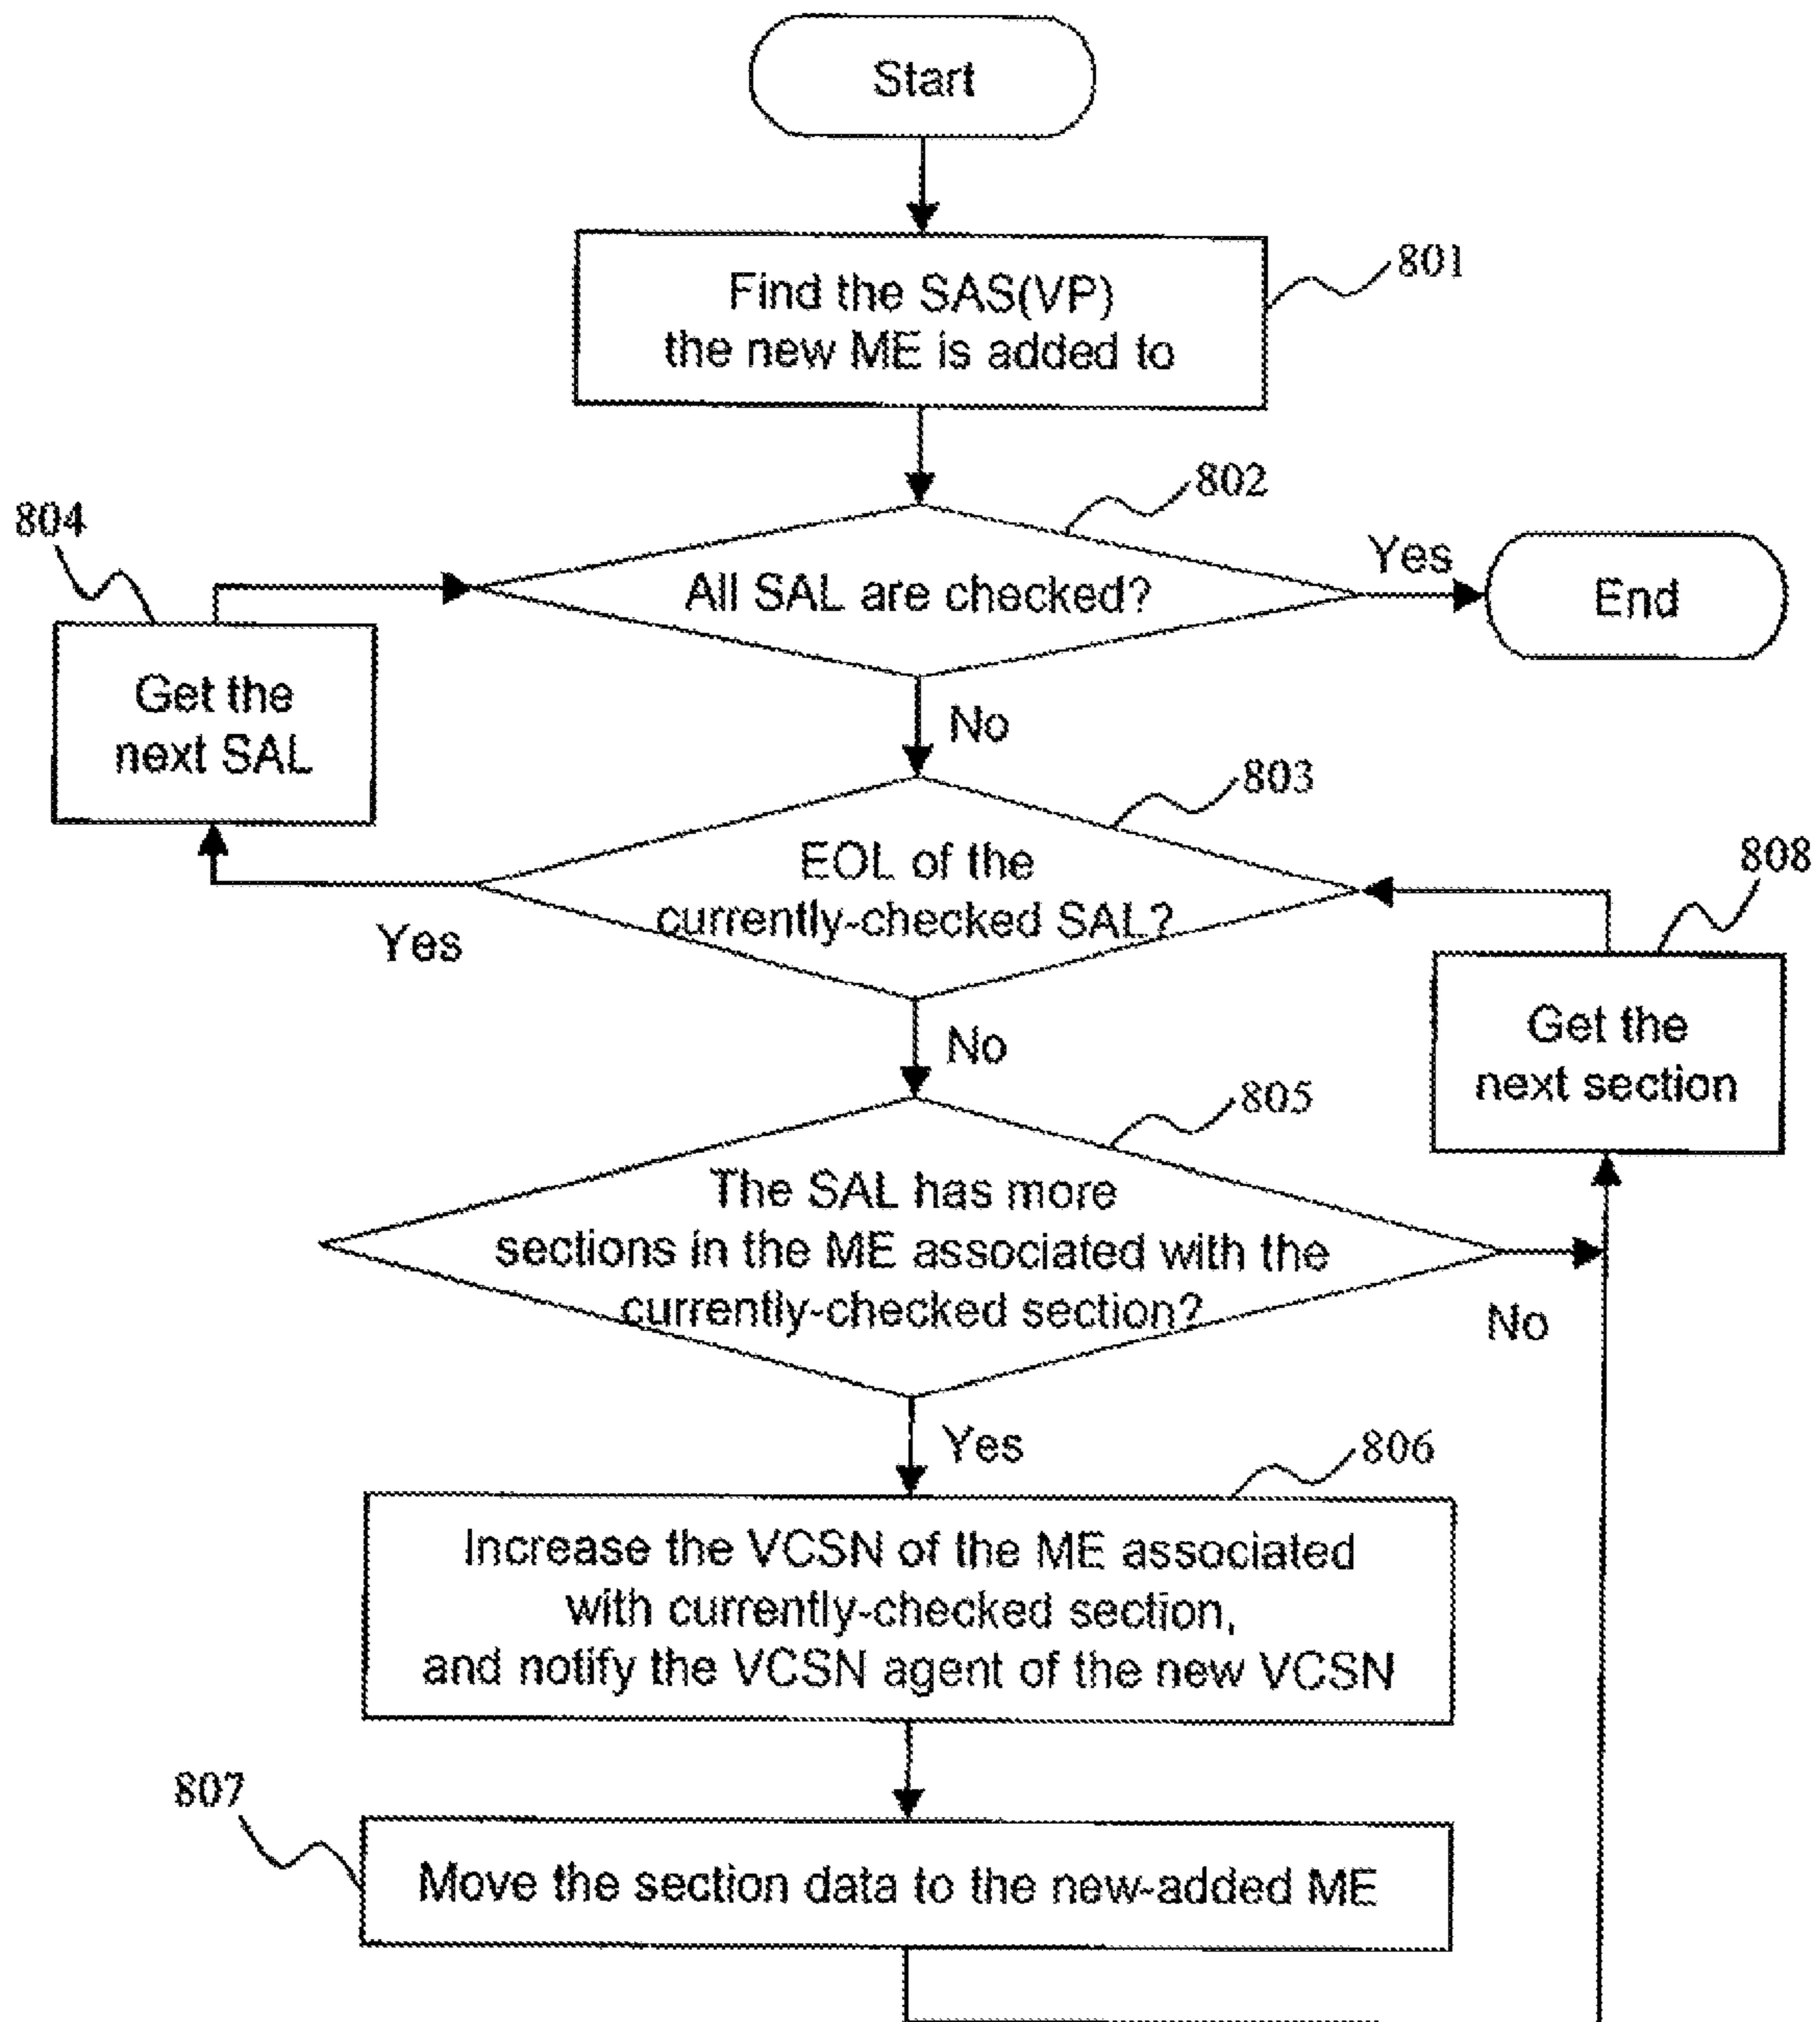 Start
801
Find the SAS(VP)
the new ME is added to
802
804
All SAL are checked?
Yes
End
Get the
next SAL
No
803
EOL of the
currently-checked SAL?
Yes
808
Get the
next section
No
805
The SAL has more
sections in the ME associated with the
currently-checked section?
No
Yes
806
Increase the VCSN of the ME associated
with currently-checked section,
and notify the VCSN agent of the new VCSN
807
Move the section data to the new-added ME